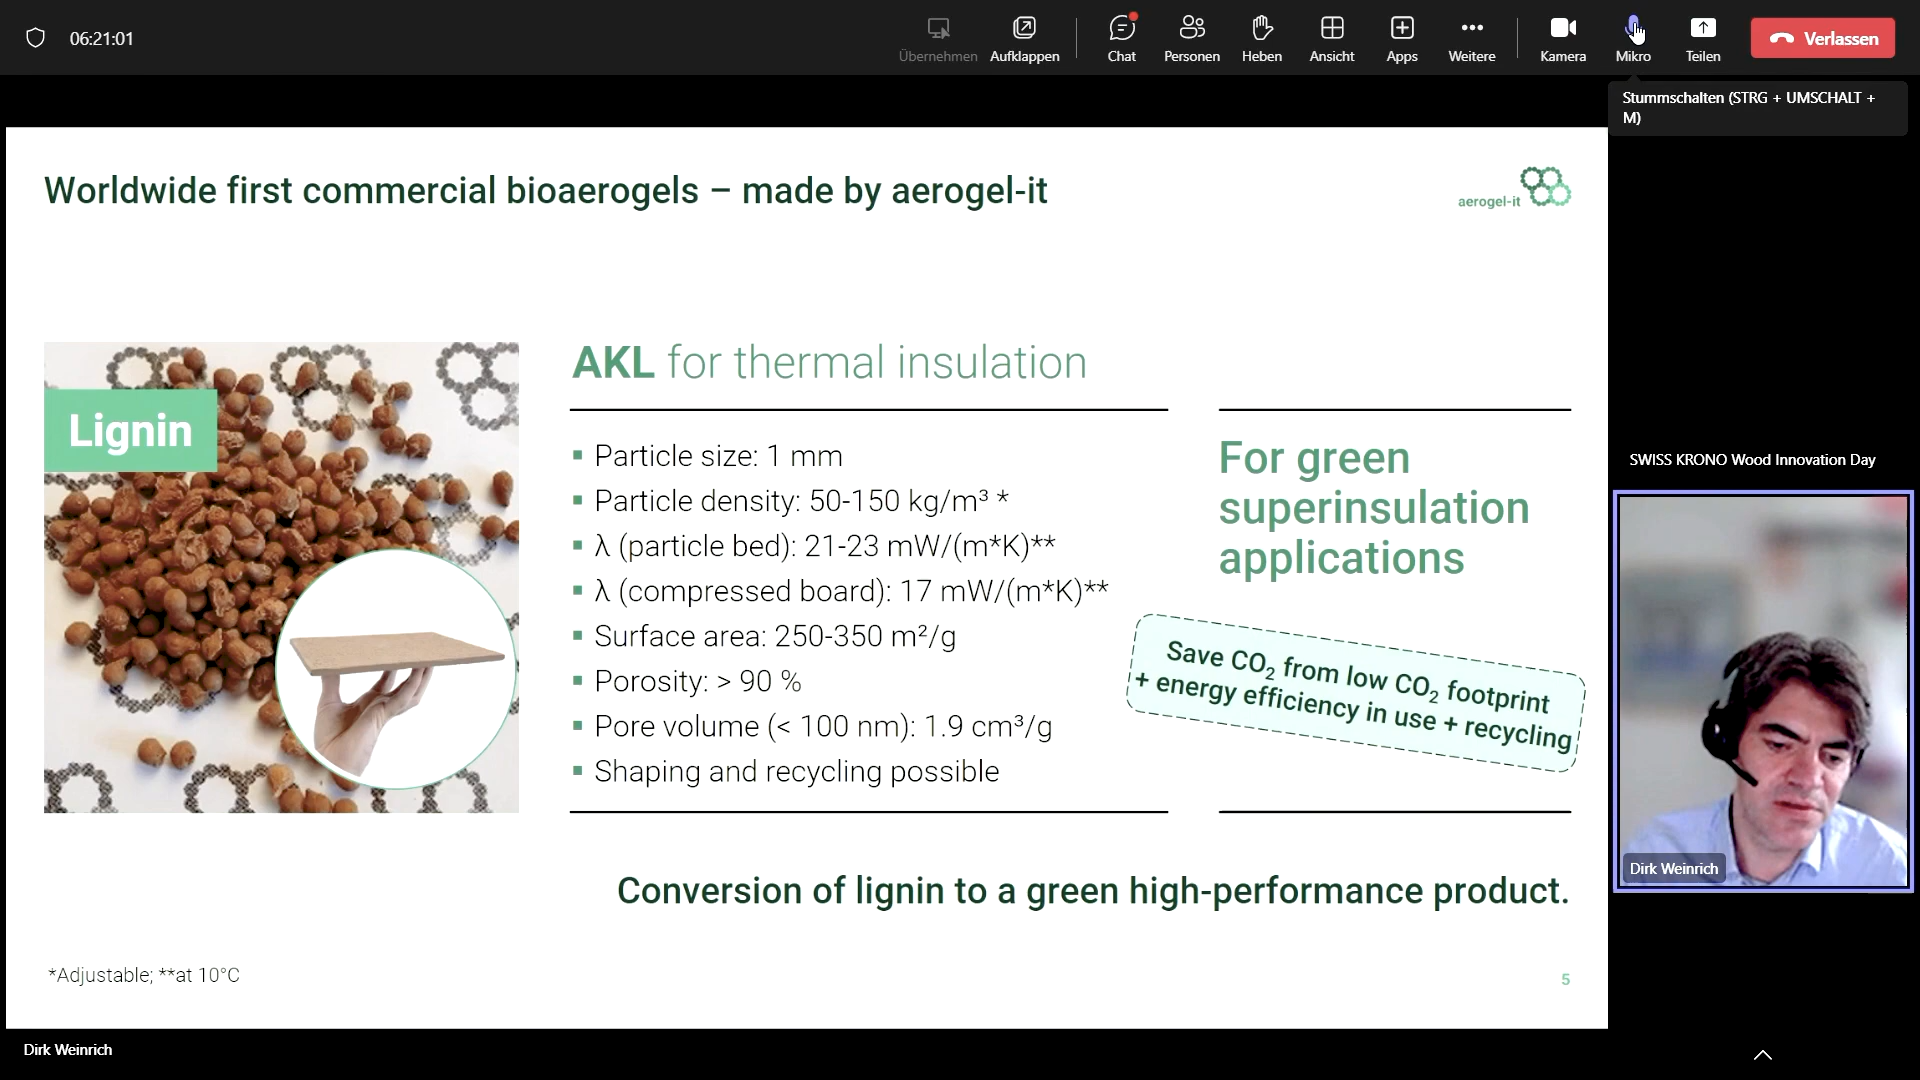 06:21:01
Übernehmen
Aufklappen
Chat
Personen
Heben
Ansicht
Apps
Weitere
Kamera
Mikro
Teilen
Verlassen
Stummschalten (STRG + UMSCHALT +
M)
Worldwide first commercial bioaerogels – made by aerogel-it
aerogel-it
Lignin
AKL for thermal insulation
▪ Particle size: 1 mm
▪ Particle density: 50-150 kg/m³ *
▪ λ (particle bed): 21-23 mW/(m*K)**
▪ λ (compressed board): 17 mW/(m*K)**
▪ Surface area: 250-350 m²/g
▪ Porosity: > 90 %
▪ Pore volume (< 100 nm): 1.9 cm³/g
▪ Shaping and recycling possible
For green
superinsulation
applications
Save CO₂ from low CO₂ footprint
+ energy efficiency in use + recycling
Conversion of lignin to a green high-performance product.
*Adjustable; **at 10°C
5
SWISS KRONO Wood Innovation Day
Dirk Weinrich
Dirk Weinrich